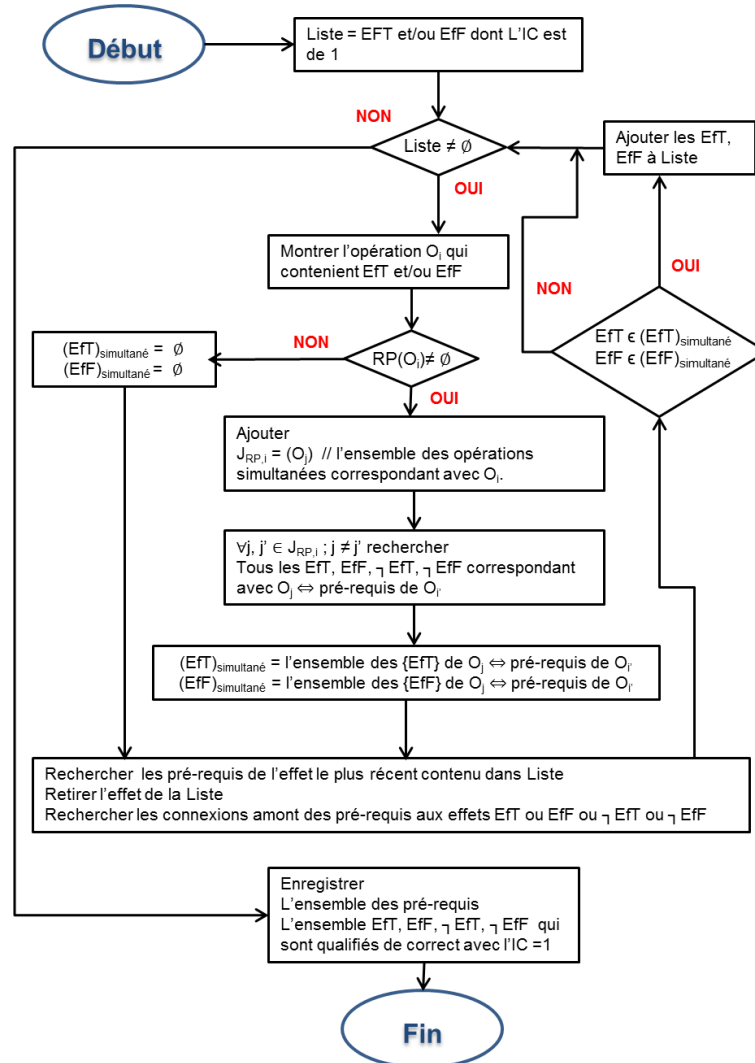 Début
Liste = EFT et/ou EfF dont L'IC est
de 1
NON
Liste ≠ ∅
OUI
Ajouter les EfT,
EfF à Liste
Montrer l'opération Oᵢ qui
contenient EfT et/ou EfF
OUI
NON
EfT ϵ (EfT)simultané
EfF ϵ (EfF)simultané
(EfT)simultané = ∅
(EfF)simultané = ∅
NON
RP(Oᵢ)≠ ∅
OUI
Ajouter
J_RP,i = (Oⱼ) // l'ensemble des opérations
simultanées correspondant avec Oᵢ.
∀j, j' ∈ J_RP,i ; j ≠ j' rechercher
Tous les EfT, EfF, ┐EfT, ┐EfF correspondant
avec Oⱼ ⇔ pré-requis de Oᵢ'
(EfT)simultané = l'ensemble des {EfT} de Oⱼ ⇔ pré-requis de Oᵢ'
(EfF)simultané = l'ensemble des {EfF} de Oⱼ ⇔ pré-requis de Oᵢ'
Rechercher les pré-requis de l'effet le plus récent contenu dans Liste
Retirer l'effet de la Liste
Rechercher les connexions amont des pré-requis aux effets EfT ou EfF ou ┐EfT ou ┐EfF
Enregistrer
L'ensemble des pré-requis
L'ensemble EfT, EfF, ┐EfT, ┐EfF qui
sont qualifiés de correct avec l'IC =1
Fin